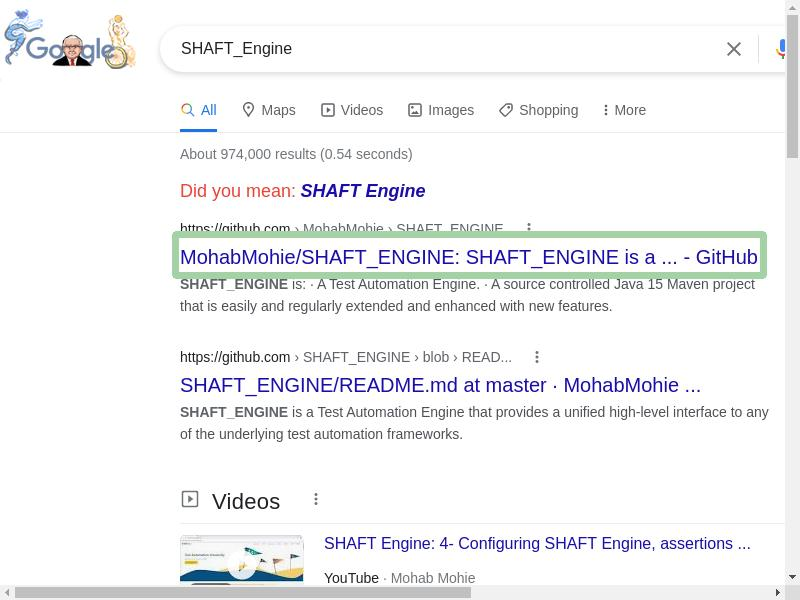 Google
SHAFT_Engine
All Maps Videos Images Shopping More
About 974,000 results (0.54 seconds)
Did you mean: SHAFT Engine
https://github.com › MohabMohie › SHAFT_ENGINE
MohabMohie/SHAFT_ENGINE: SHAFT_ENGINE is a ... - GitHub
SHAFT_ENGINE is: · A Test Automation Engine. · A source controlled Java 15 Maven project
that is easily and regularly extended and enhanced with new features.
https://github.com › SHAFT_ENGINE › blob › READ...
SHAFT_ENGINE/README.md at master · MohabMohie ...
SHAFT_ENGINE is a Test Automation Engine that provides a unified high-level interface to any
of the underlying test automation frameworks.
Videos
SHAFT Engine: 4- Configuring SHAFT Engine, assertions ...
YouTube · Mohab Mohie